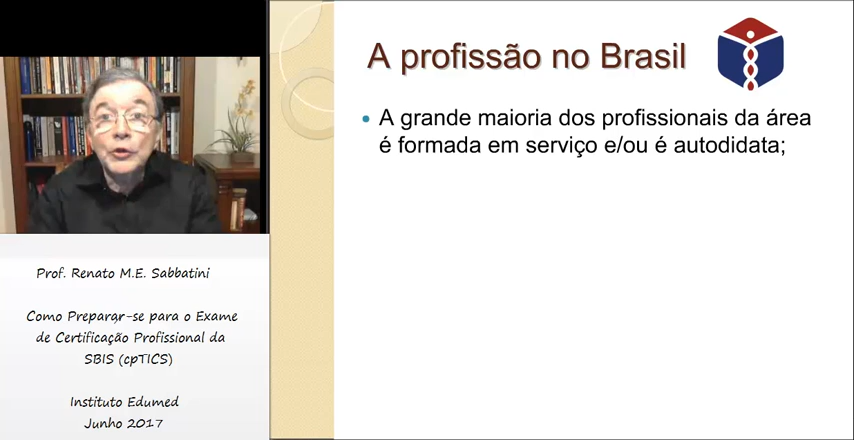 A profissão no Brasil
• A grande maioria dos profissionais da área
é formada em serviço e/ou é autodidata;
Prof. Renato M.E. Sabbatini
Como Preparar-se para o Exame
de Certificação Profissional da
SBIS (cpTICS)
Instituto Edumed
Junho 2017